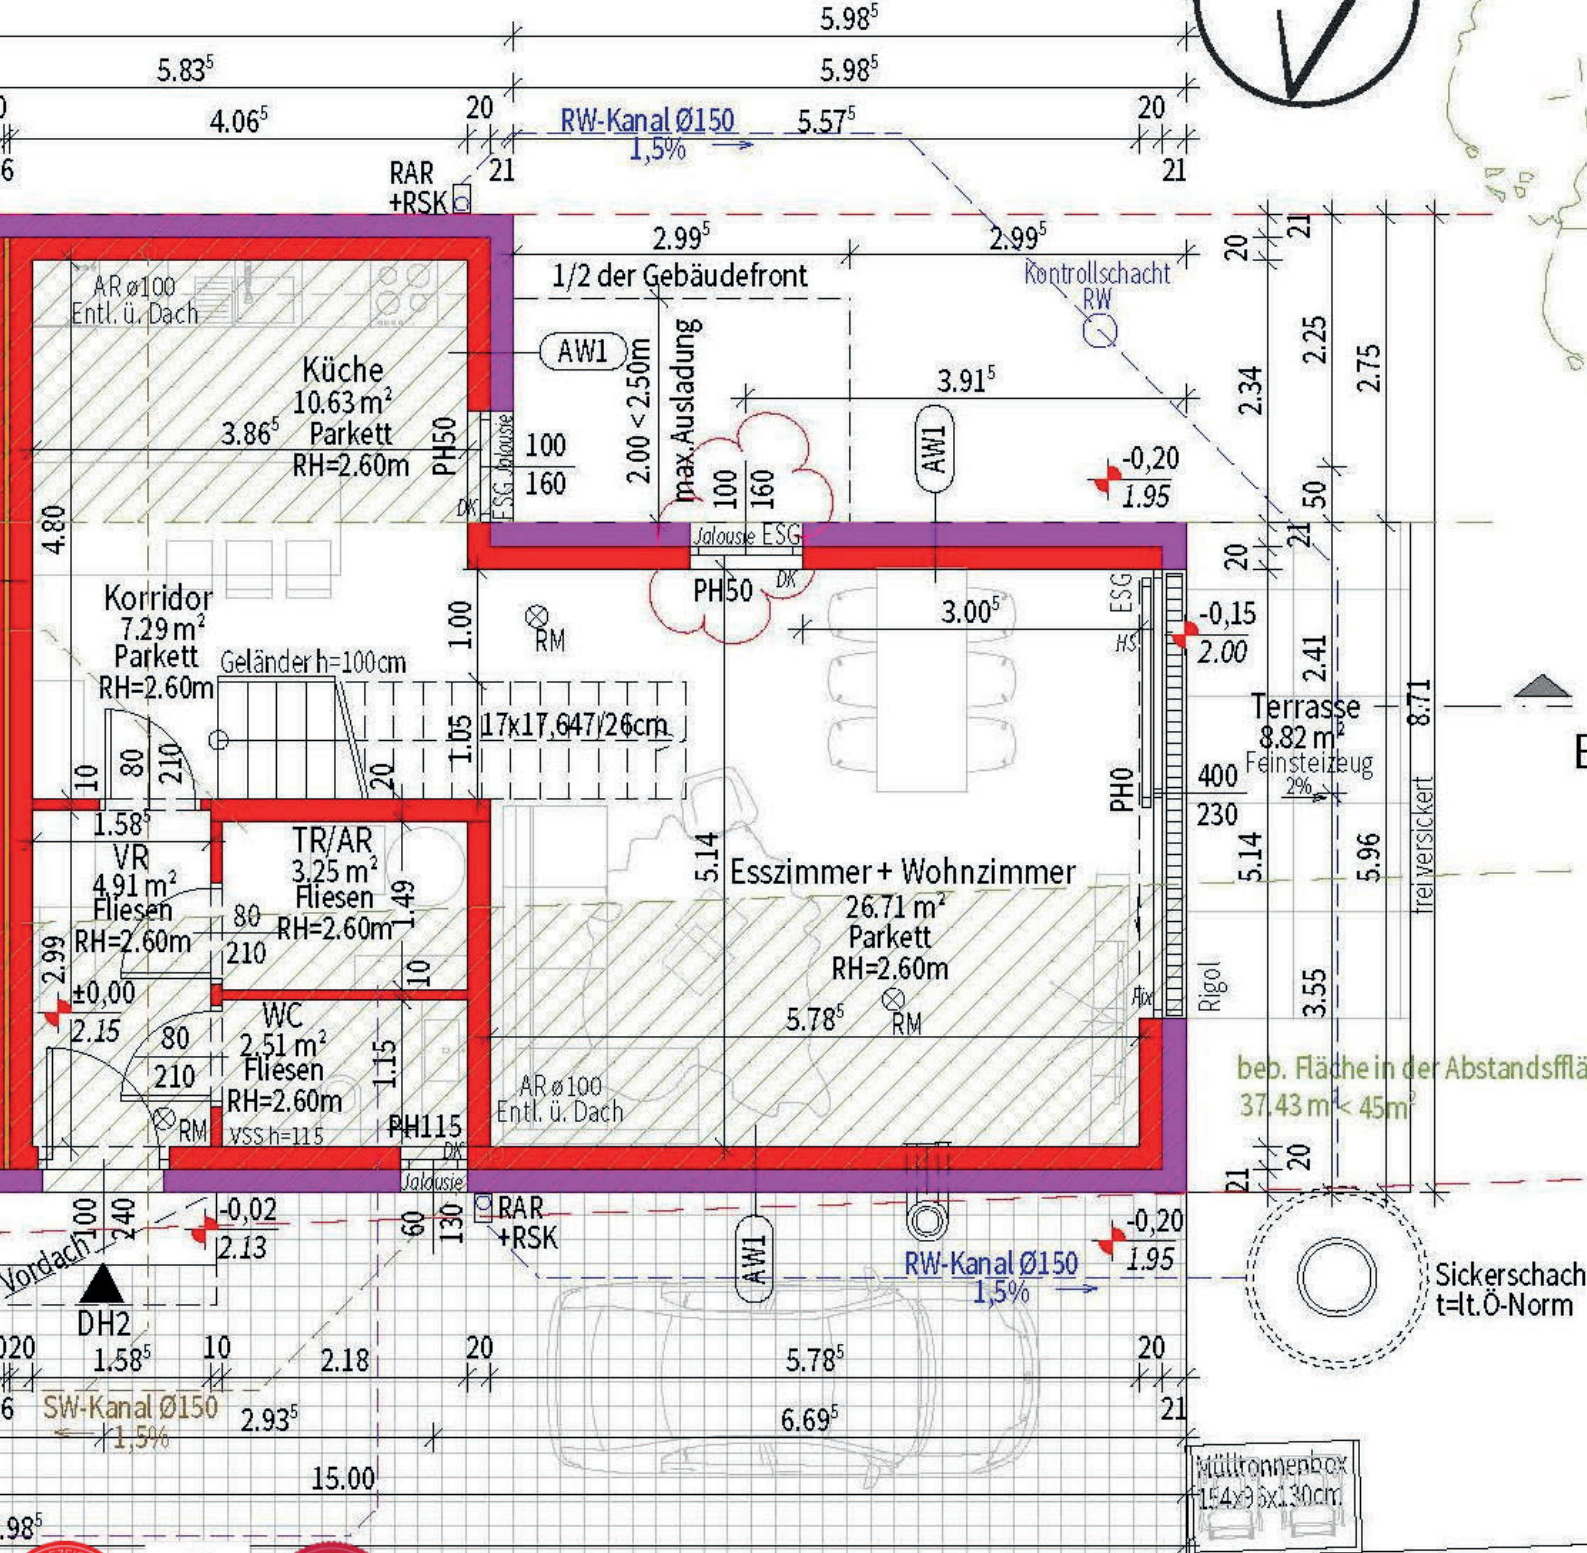 5.98⁵
5.83⁵
5.98⁵
4.06⁵
20
RW-Kanal Ø150
1,5%
5.57⁵
20
6
21
21
RAR
+RSK
2.99⁵
2.99⁵
20
21
1/2 der Gebäudefront
Kontrollschacht
RW
AR ø100
Entl. ü. Dach
AW1
2.00 < 2.50m
max.Ausladung
3.91⁵
2.34
2.25
2.75
Küche
10.63 m²
3.86⁵
Parkett
RH=2.60m
PH50
ESG Jalousie
DK
100
160
100
160
AW1
-0,20
1.95
50
4.80
Jalousie ESG
PH50
DK
20
21
Korridor
7.29 m²
Parkett
RH=2.60m
Geländer h=100cm
1.00
RM
3.00⁵
ESG
HS
-0,15
2.00
2.41
10
80
210
20
1.05
17x17,647/26cm
Terrasse
8.82 m²
Feinsteizeug
2%
8.71
PH0
400
230
1.58⁵
VR
4.91 m²
Fliesen
RH=2.60m
TR/AR
3.25 m²
Fliesen
RH=2.60m
1.49
80
210
5.14
Esszimmer + Wohnzimmer
26.71 m²
Parkett
RH=2.60m
5.14
5.96
frei versickert
2.99
10
±0,00
2.15
WC
2.51 m²
Fliesen
RH=2.60m
80
210
1.15
5.78⁵
RM
Fix
Rigol
3.55
RM
VSS h=115
PH115
DK
AR ø100
Entl. ü. Dach
beb. Fläche in der Abstandsfflä
37.43 m² < 45m²
20
21
Jalousie
100
240
-0,02
2.13
60
130
RAR
+RSK
AW1
RW-Kanal Ø150
1,5%
-0,20
1.95
Vordach
DH2
Sickerschach
t=lt.Ö-Norm
20
1.58⁵
10
2.18
20
5.78⁵
20
6
SW-Kanal Ø150
1,5%
2.93⁵
6.69⁵
21
15.00
Mülltonnenbox
154x96x130cm
.98⁵